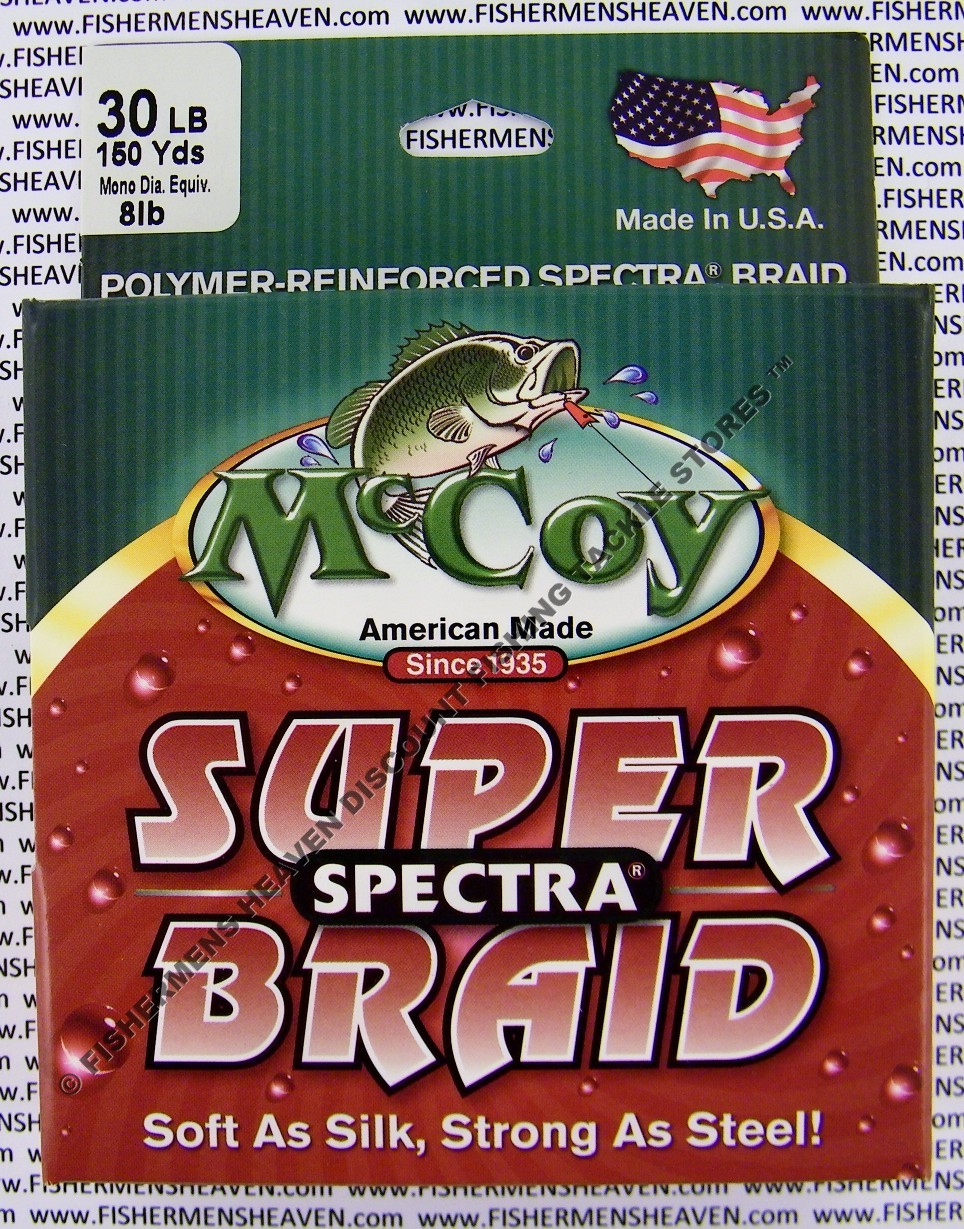 www.FISHERMENSHEAVEN.com www.FISHERM
30 LB
150 Yds
Mono Dia. Equiv.
8lb
FISHERMENS
Made In U.S.A.
POLYMER-REINFORCED SPECTRA® BRAID
McCoy
American Made
Since 1935
SUPER
SPECTRA®
BRAID
Soft As Silk, Strong As Steel!
© FISHERMENS HEAVEN DISCOUNT FISHING TACKLE STORES ™
www.FISHERMENSHEAVEN.com www.FISHERMENSHEAVEN.com
www.FISHERMENSHEAVEN.com www.FISHERMENSHEAVEN.com